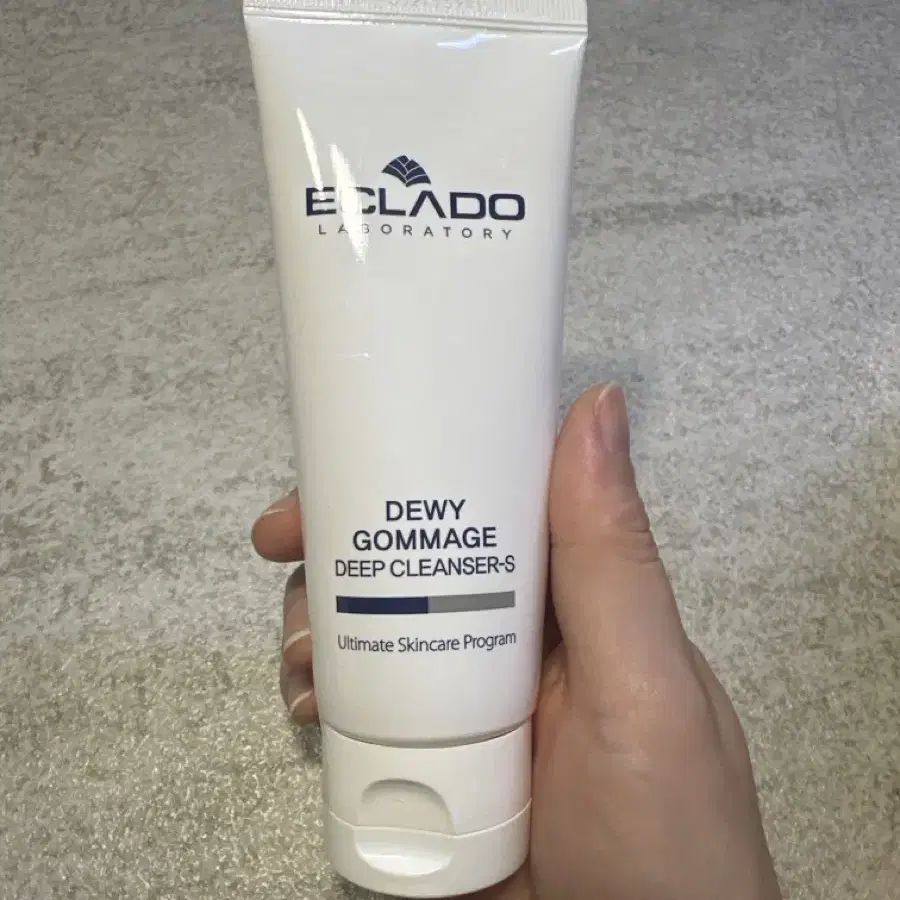 ECLADO
LABORATORY
DEWY
GOMMAGE
DEEP CLEANSER-S
Ultimate Skincare Program